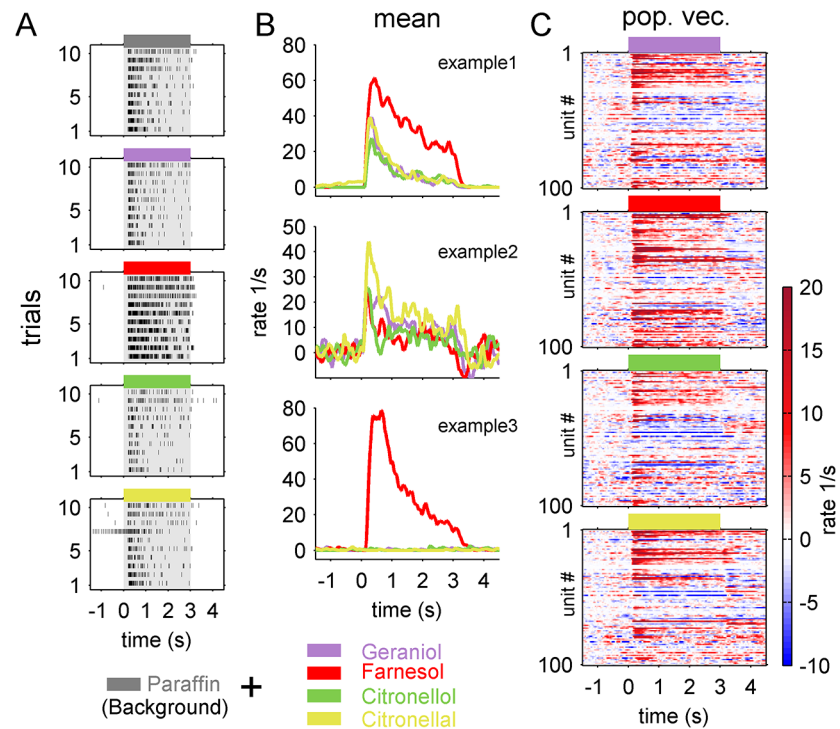 A
10
5
1
10
5
1
10
5
1
10
5
1
10
5
1
trials
-1 0 1 2 3 4
time (s)
B
mean
80
60
40
20
0
example1
50
40
30
20
10
0
example2
rate 1/s
80
60
40
20
0
example3
-1 0 1 2 3 4
time (s)
C
pop. vec.
1
unit #
100
1
unit #
100
1
unit #
100
1
unit #
100
-1 0 1 2 3 4
time (s)
20
15
10
5
0
-5
-10
rate 1/s
Paraffin
(Background)
+
Geraniol
Farnesol
Citronellol
Citronellal